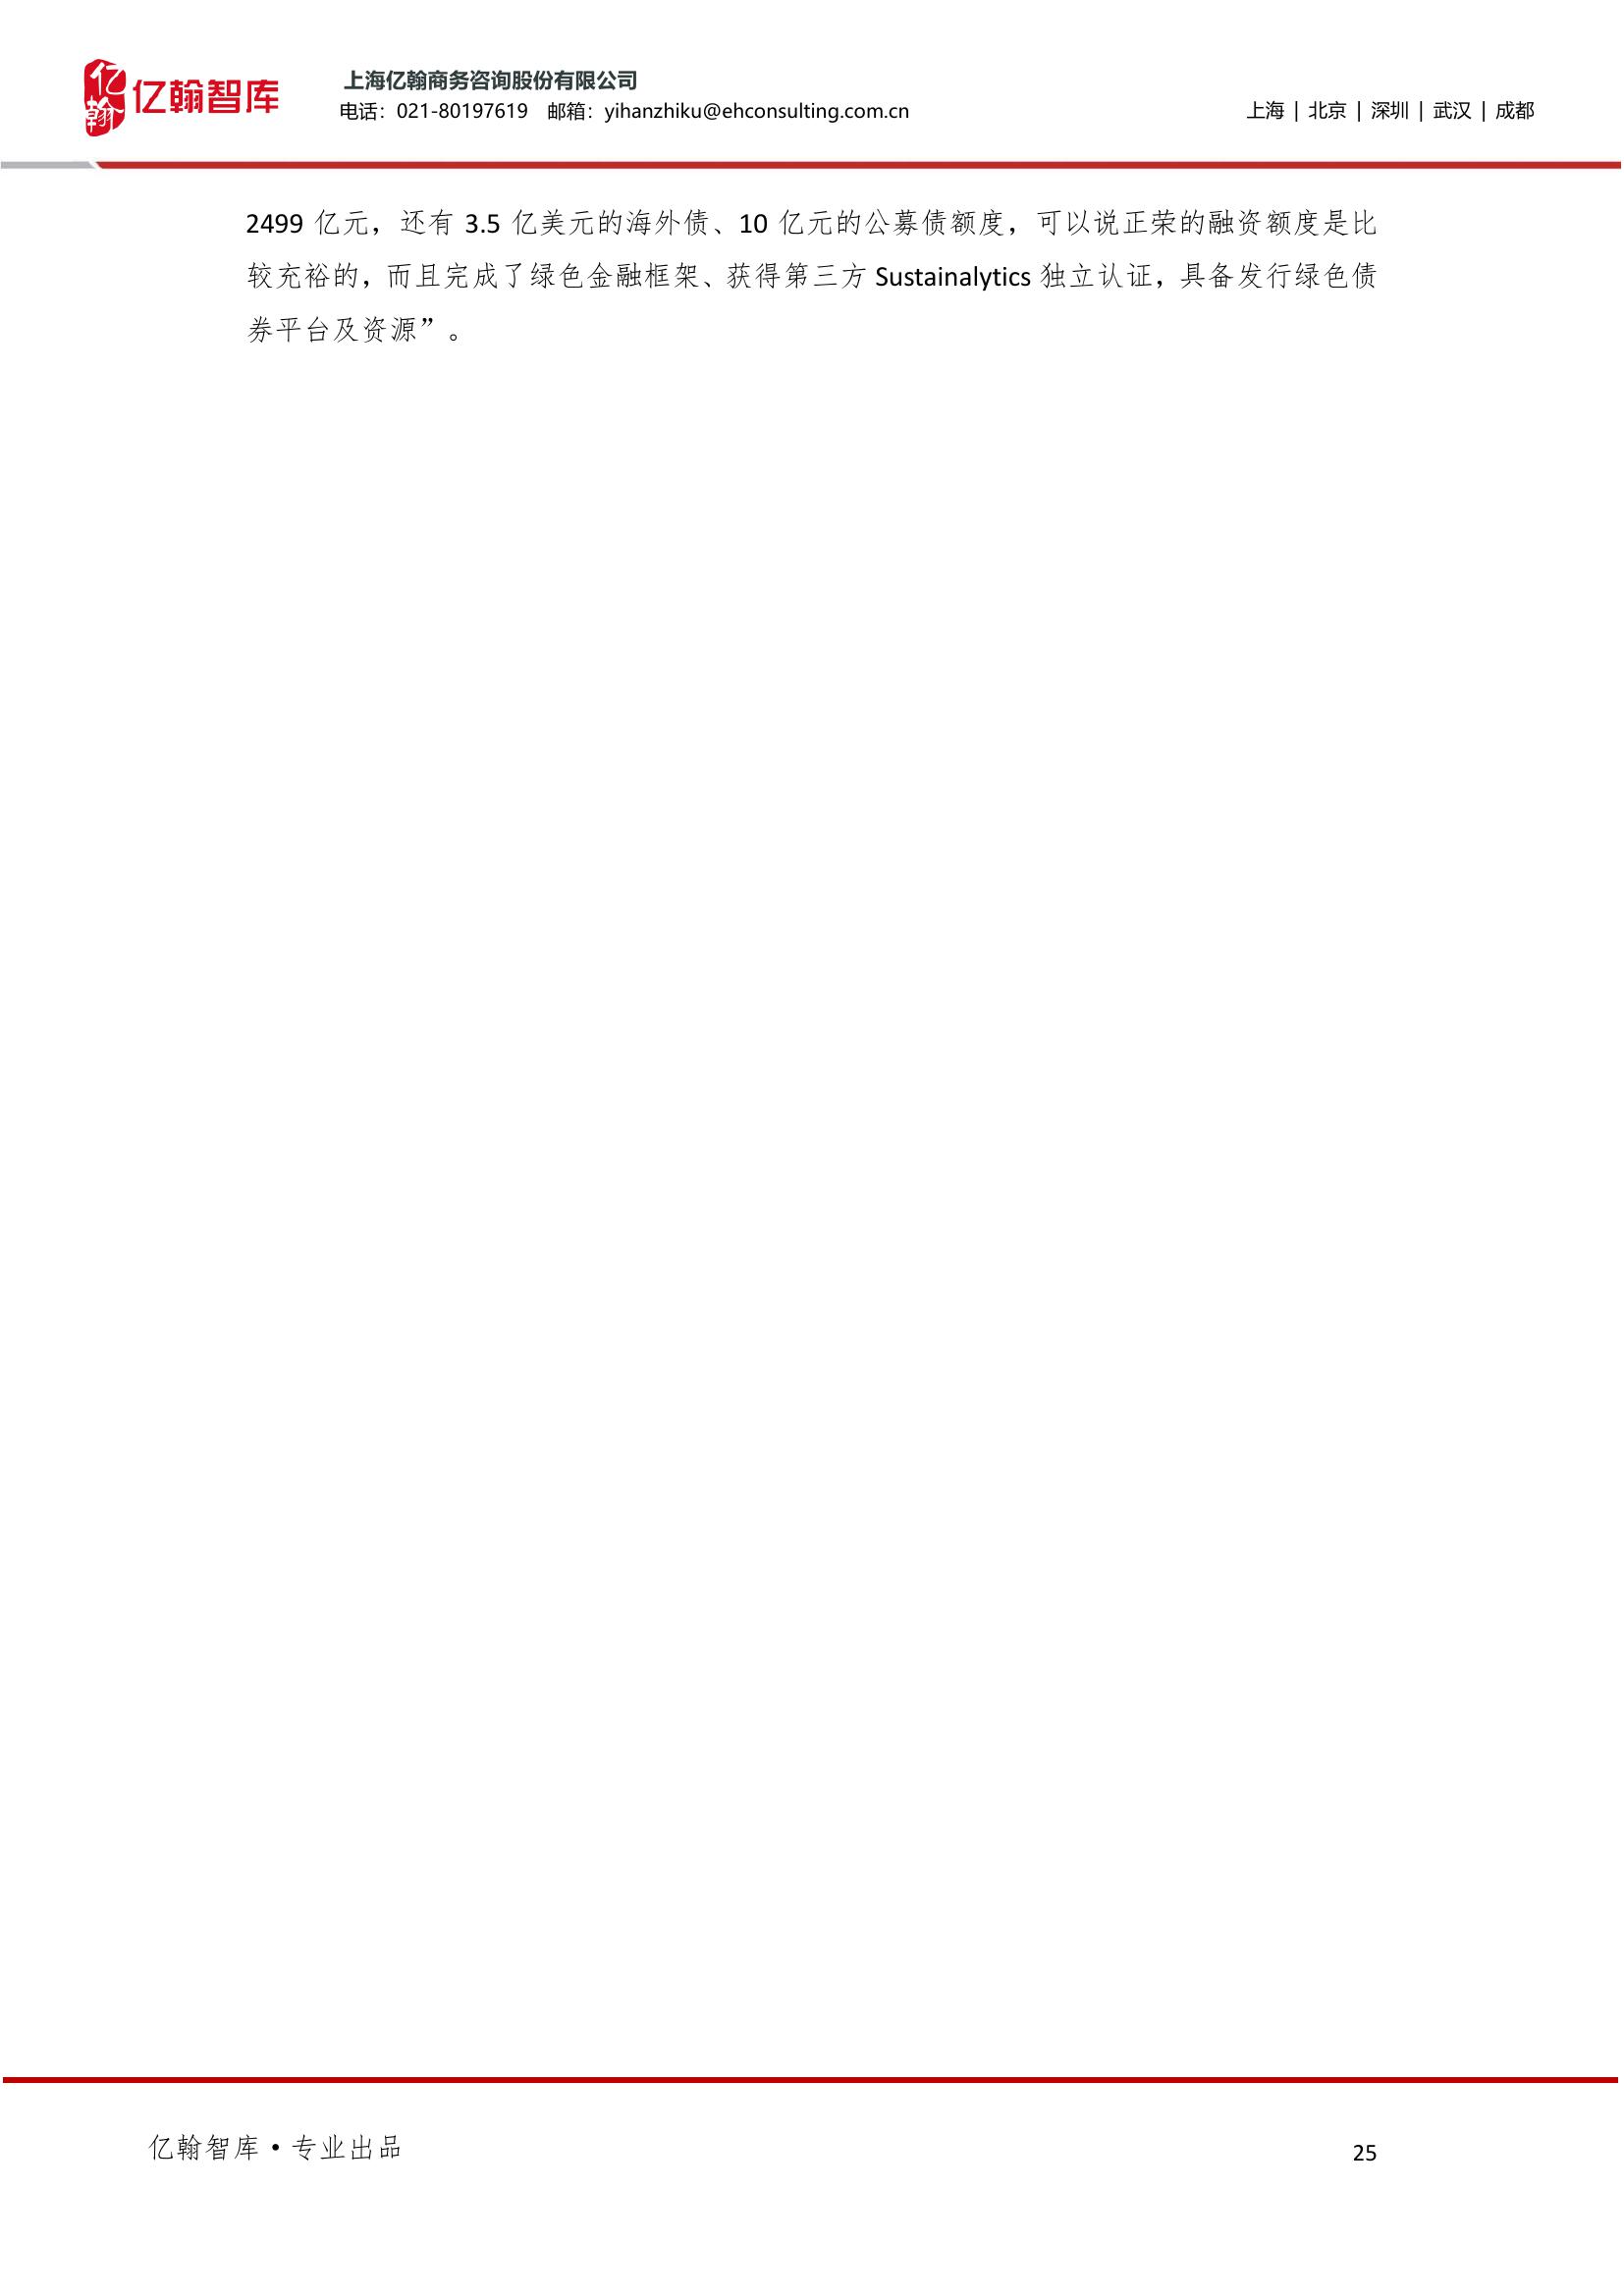 亿翰
亿翰智库
上海亿翰商务咨询股份有限公司
电话：021-80197619 邮箱：yihanzhiku@ehconsulting.com.cn
上海 | 北京 | 深圳 | 武汉 | 成都
2499 亿元，还有 3.5 亿美元的海外债、10 亿元的公募债额度，可以说正荣的融资额度是比
较充裕的，而且完成了绿色金融框架、获得第三方 Sustainalytics 独立认证，具备发行绿色债
券平台及资源”。
亿翰智库·专业出品
25